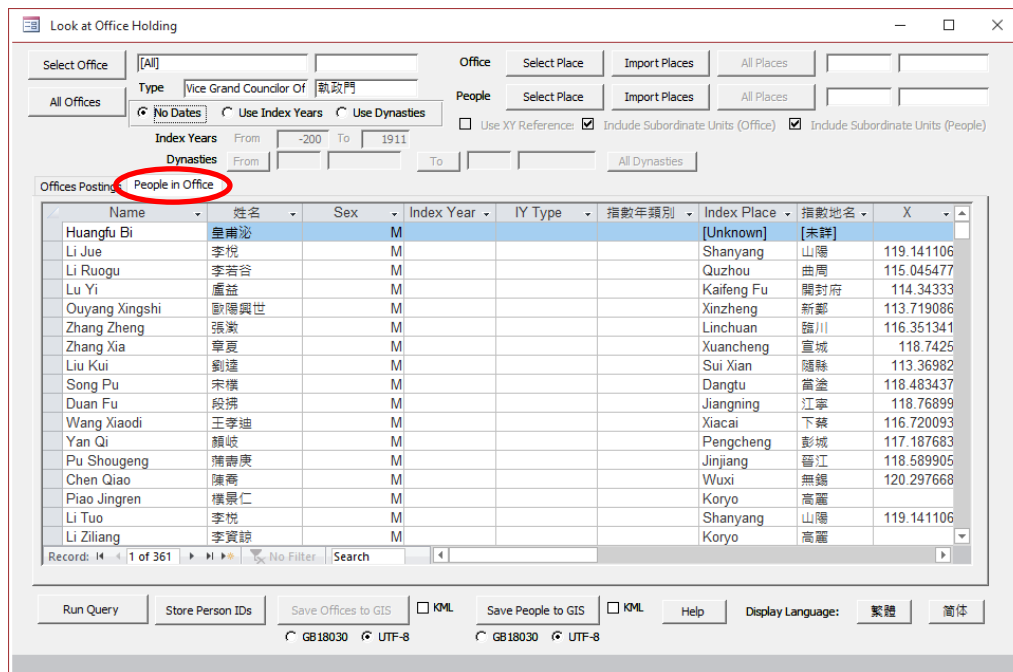 Look at Office Holding
Select Office [All] Office Select Place Import Places All Places
Type Vice Grand Councilor Of 執政門
All Offices People Select Place Import Places All Places
No Dates Use Index Years Use Dynasties
Use XY Reference: Include Subordinate Units (Office) Include Subordinate Units (People)
Index Years From -200 To 1911
Dynasties From To All Dynasties
Offices Postings People in Office
Name 姓名 Sex Index Year IY Type 指數年類別 Index Place 指數地名 X
Huangfu Bi 皇甫泌 M [Unknown] [未詳]
Li Jue 李梲 M Shanyang 山陽 119.141106
Li Ruogu 李若谷 M Quzhou 曲周 115.045477
Lu Yi 盧益 M Kaifeng Fu 開封府 114.34333
Ouyang Xingshi 歐陽興世 M Xinzheng 新鄭 113.719086
Zhang Zheng 張澂 M Linchuan 臨川 116.351341
Zhang Xia 章夏 M Xuancheng 宣城 118.7425
Liu Kui 劉逵 M Sui Xian 隨縣 113.36982
Song Pu 宋樸 M Dangtu 當塗 118.483437
Duan Fu 段拂 M Jiangning 江寧 118.76899
Wang Xiaodi 王孝迪 M Xiacai 下蔡 116.720093
Yan Qi 顏岐 M Pengcheng 彭城 117.187683
Pu Shougeng 蒲壽庚 M Jinjiang 晉江 118.589905
Chen Qiao 陳喬 M Wuxi 無錫 120.297668
Piao Jingren 樸景仁 M Koryo 高麗
Li Tuo 李梲 M Shanyang 山陽 119.141106
Li Ziliang 李資諒 M Koryo 高麗
Record: 1 of 361 No Filter Search
Run Query Store Person IDs Save Offices to GIS KML Save People to GIS KML Help Display Language: 繁體 简体
GB18030 UTF-8 GB18030 UTF-8